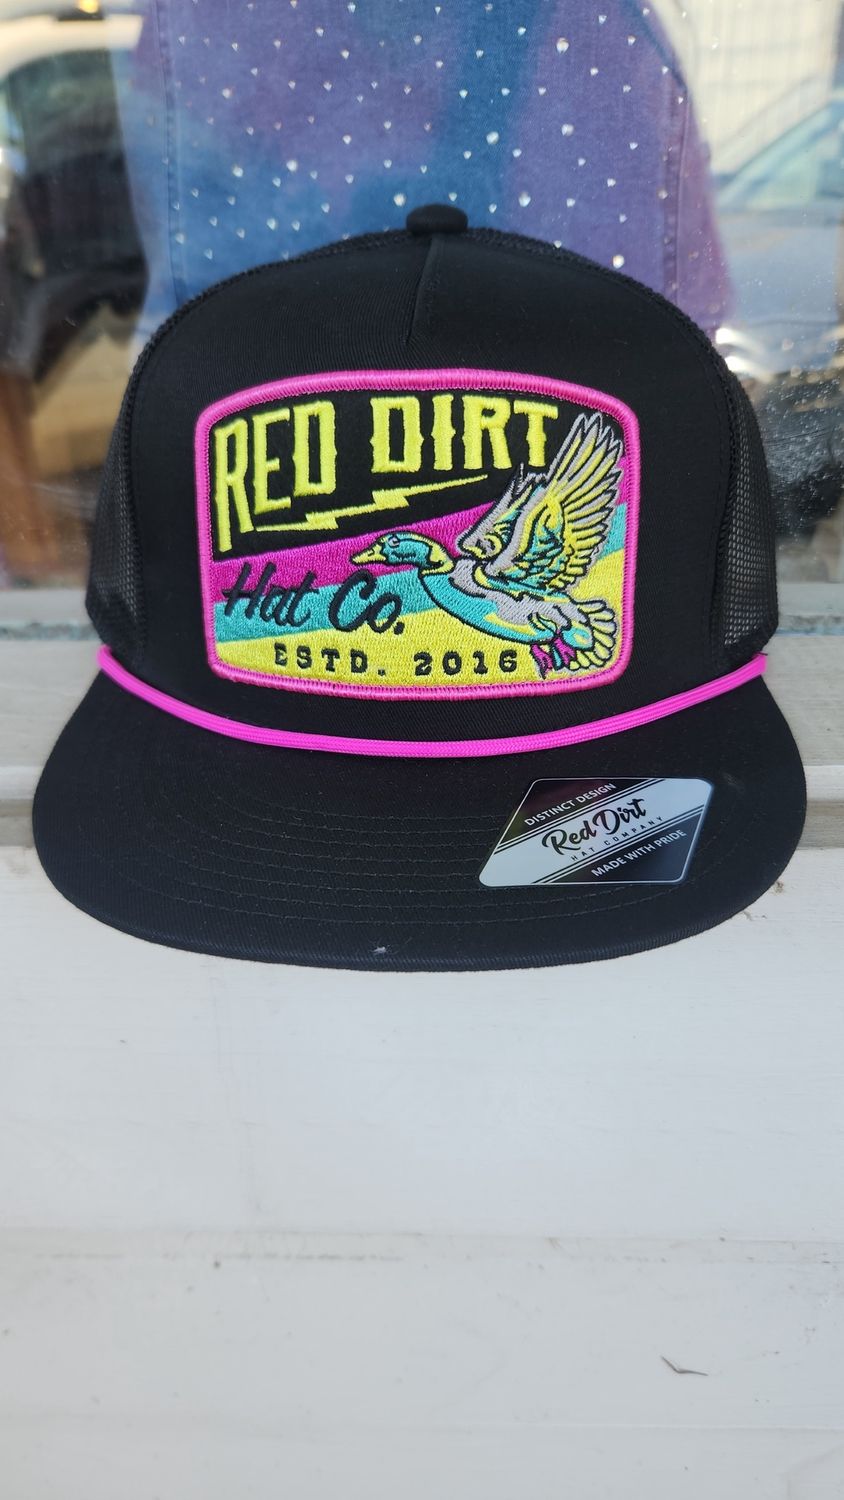 RED DIRT
Hat Co.
ESTD. 2016
DISTINCT DESIGN
Red Dirt
HAT COMPANY
MADE WITH PRIDE